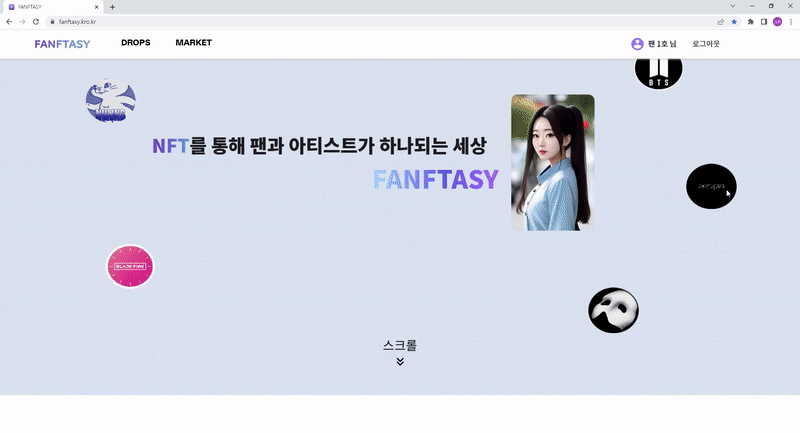 FANFTASY
fanftasy.kro.kr
FANFTASY
DROPS
MARKET
팬 1호 님
로그아웃
BTS
NFT를 통해 팬과 아티스트가 하나되는 세상
FANFTASY
aespa
BLACKPINK
스크롤